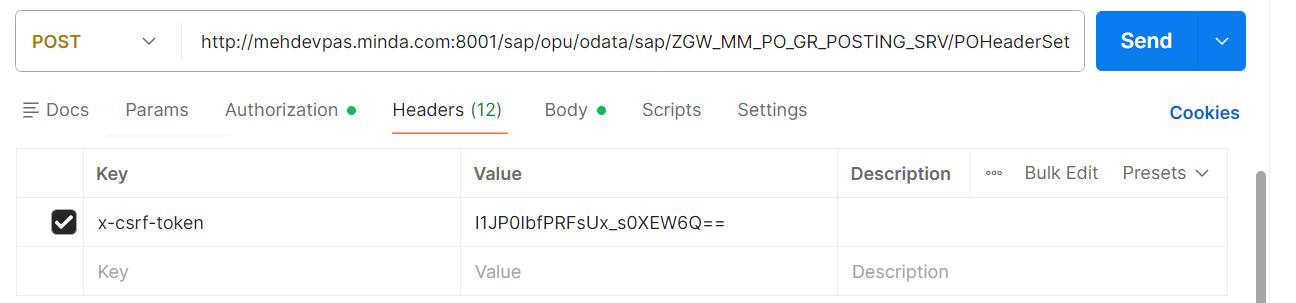 POST http://mehdevpas.minda.com:8001/sap/opu/odata/sap/ZGW_MM_PO_GR_POSTING_SRV/POHeaderSet Send
Docs Params Authorization Headers (12) Body Scripts Settings Cookies
Key Value Description Bulk Edit Presets
x-csrf-token I1JP0IbfPRFsUx_s0XEW6Q==
Key Value Description